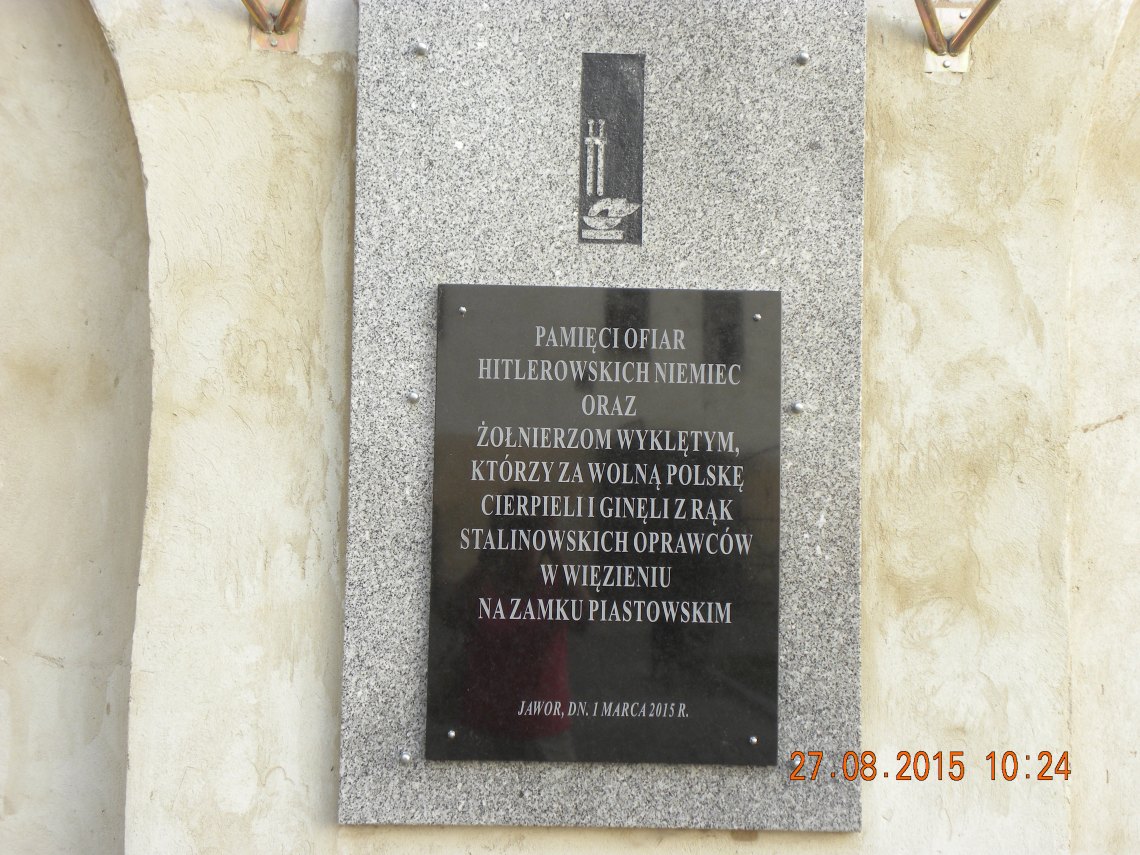 PAMIĘCI OFIAR
HITLEROWSKICH NIEMIEC
ORAZ
ŻOŁNIERZOM WYKLĘTYM,
KTÓRZY ZA WOLNĄ POLSKĘ
CIERPIELI I GINĘLI Z RĄK
STALINOWSKICH OPRAWCÓW
W WIĘZIENIU
NA ZAMKU PIASTOWSKIM
JAWOR, DN. 1 MARCA 2015 R.
27.08.2015 10:24